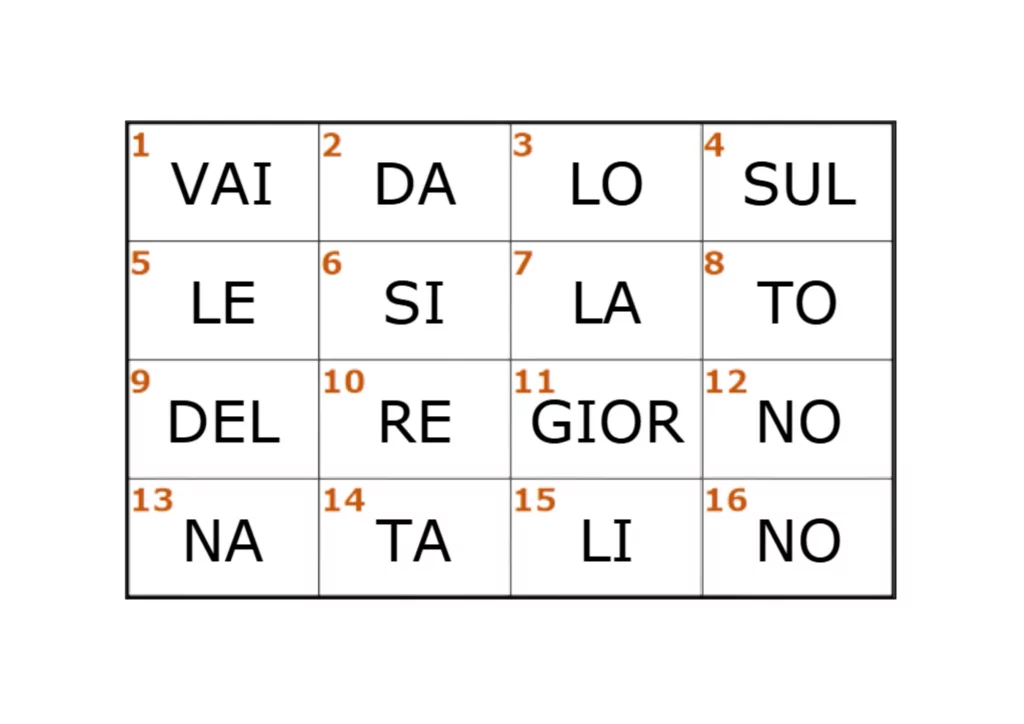 1 VAI 2 DA 3 LO 4 SUL
5 LE 6 SI 7 LA 8 TO
9 DEL 10 RE 11 GIOR 12 NO
13 NA 14 TA 15 LI 16 NO